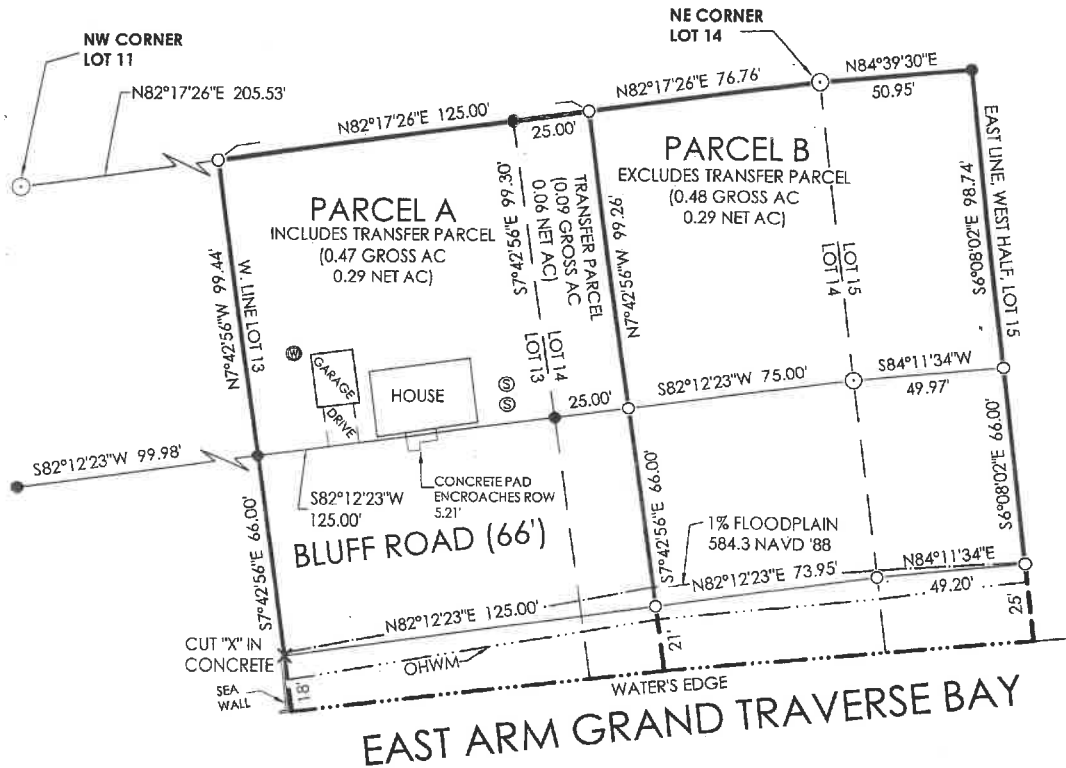 NW CORNER
LOT 11
NE CORNER
LOT 14
N82°17'26"E 205.53'
N82°17'26"E 125.00'
25.00'
N82°17'26"E 76.76'
N84°39'30"E
50.95'
PARCEL A
INCLUDES TRANSFER PARCEL
(0.47 GROSS AC
0.29 NET AC)
PARCEL B
EXCLUDES TRANSFER PARCEL
(0.48 GROSS AC
0.29 NET AC)
N7°42'56"W 99.44'
W. LINE LOT 13
S7°42'56"E 99.30'
TRANSFER PARCEL
(0.09 GROSS AC
0.06 NET AC)
N7°42'56"W 99.26'
LOT 15
LOT 14
EAST LINE, WEST HALF, LOT 15
S6°08'02"E 98.74'
LOT 14
LOT 13
W
GARAGE
DRIVE
HOUSE
S
S
25.00'
S82°12'23"W 75.00'
S84°11'34"W
49.97'
S82°12'23"W 99.98'
S82°12'23"W
125.00'
CONCRETE PAD
ENCROACHES ROW
5.21'
BLUFF ROAD (66')
S7°42'56"E 66.00'
S7°42'56"E 66.00'
1% FLOODPLAIN
584.3 NAVD '88
S6°08'02"E 66.00'
N82°12'23"E 125.00'
N82°12'23"E 73.95'
N84°11'34"E
49.20'
CUT "X" IN
CONCRETE
SEA
WALL
18'
OHWM
21'
25'
WATER'S EDGE
EAST ARM GRAND TRAVERSE BAY